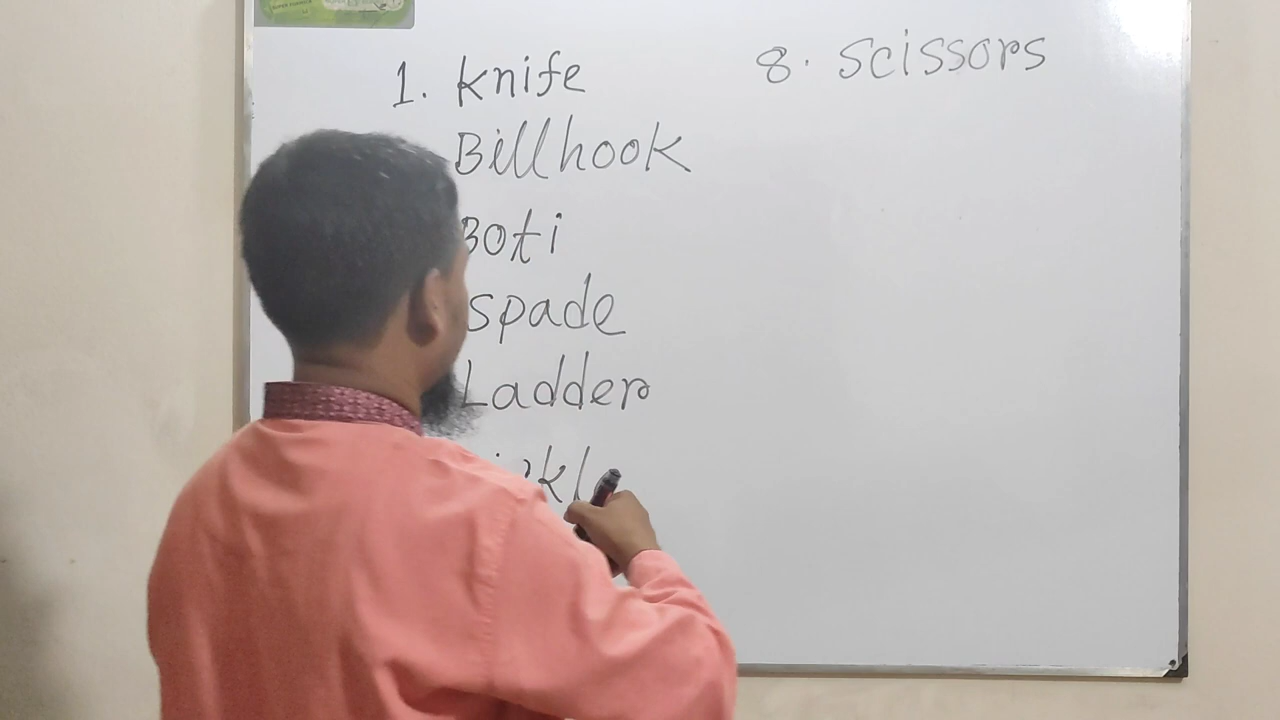 1. Knife
Billhook
Boti
Spade
Ladder
8. Scissors